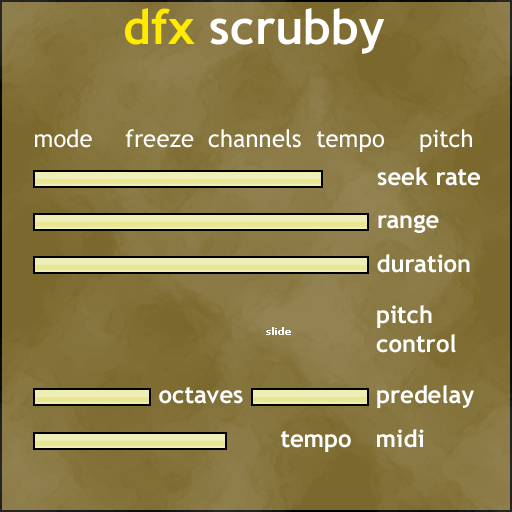 dfx scrubby
mode freeze channels tempo pitch
seek rate
range
duration
slide
pitch
control
octaves predelay
tempo midi